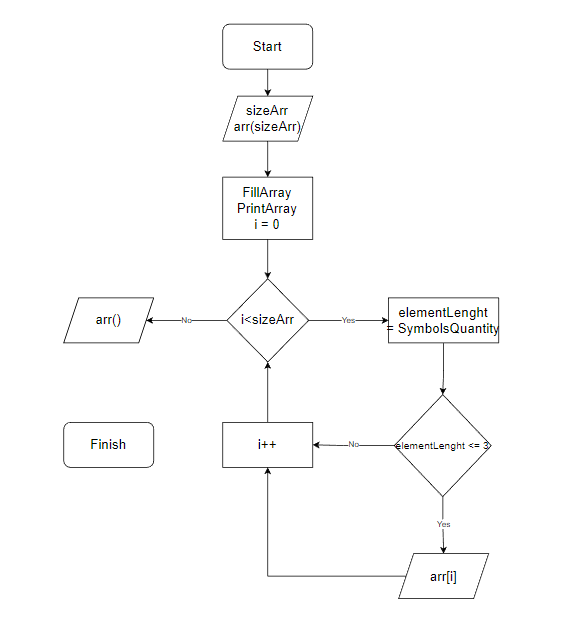 Start
sizeArr
arr(sizeArr)
FillArray
PrintArray
i = 0
i<sizeArr
No
arr()
Yes
elementLenght
= SymbolsQuantity
elementLenght <= 3
No
i++
Finish
Yes
arr[i]